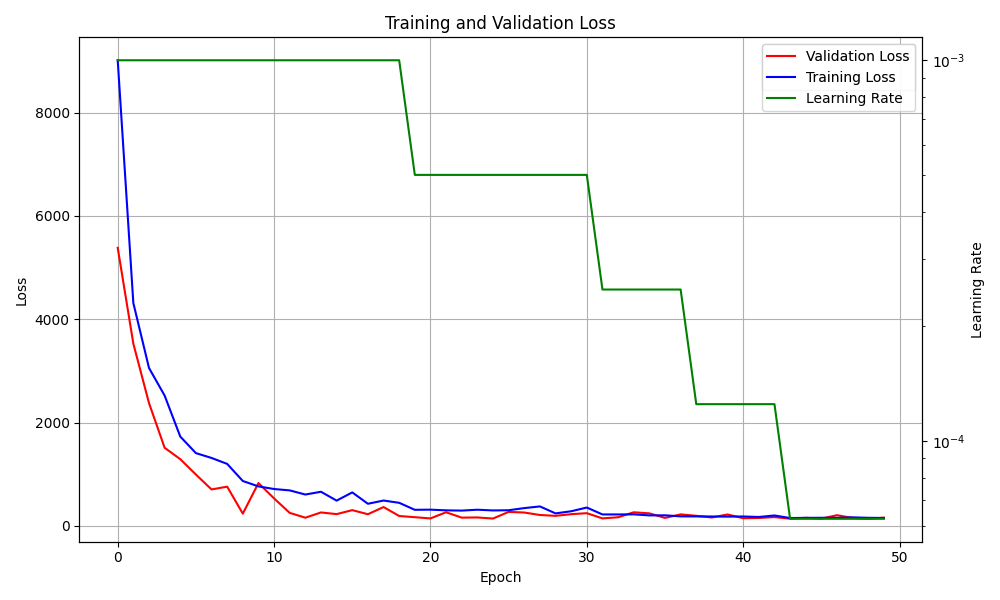 Training and Validation Loss
Validation Loss
Training Loss
Learning Rate
8000
6000
4000
2000
0
Loss
10⁻³
10⁻⁴
Learning Rate
0
10
20
30
40
50
Epoch